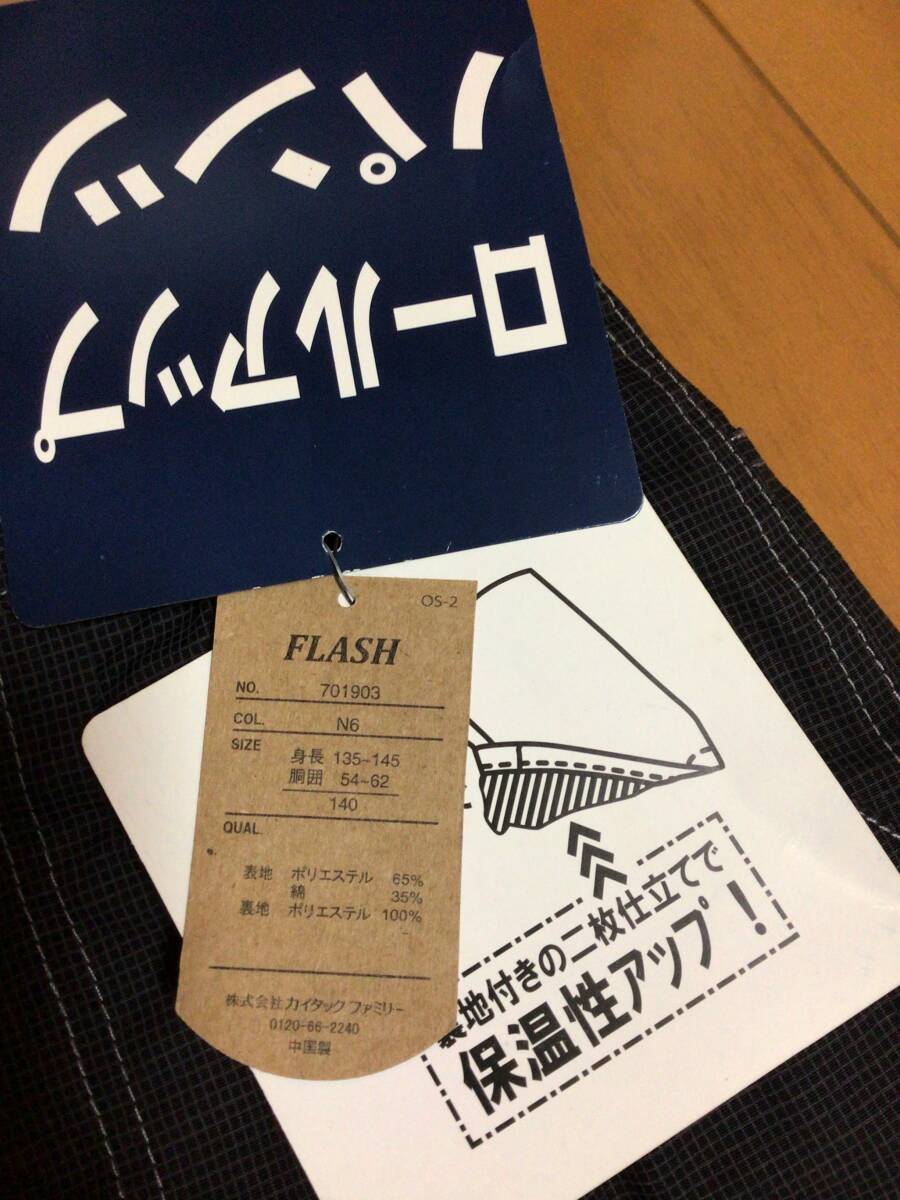 ロールアップ
パンツ
OS-2
FLASH
NO. 701903
COL. N6
SIZE 身長 135~145
胴囲 54~62
140
QUAL.
表地 ポリエステル 65%
綿 35%
裏地 ポリエステル 100%
株式会社カイタックファミリー
0120-66-2240
中国製
裏地付きの二枚仕立てで
保温性アップ!